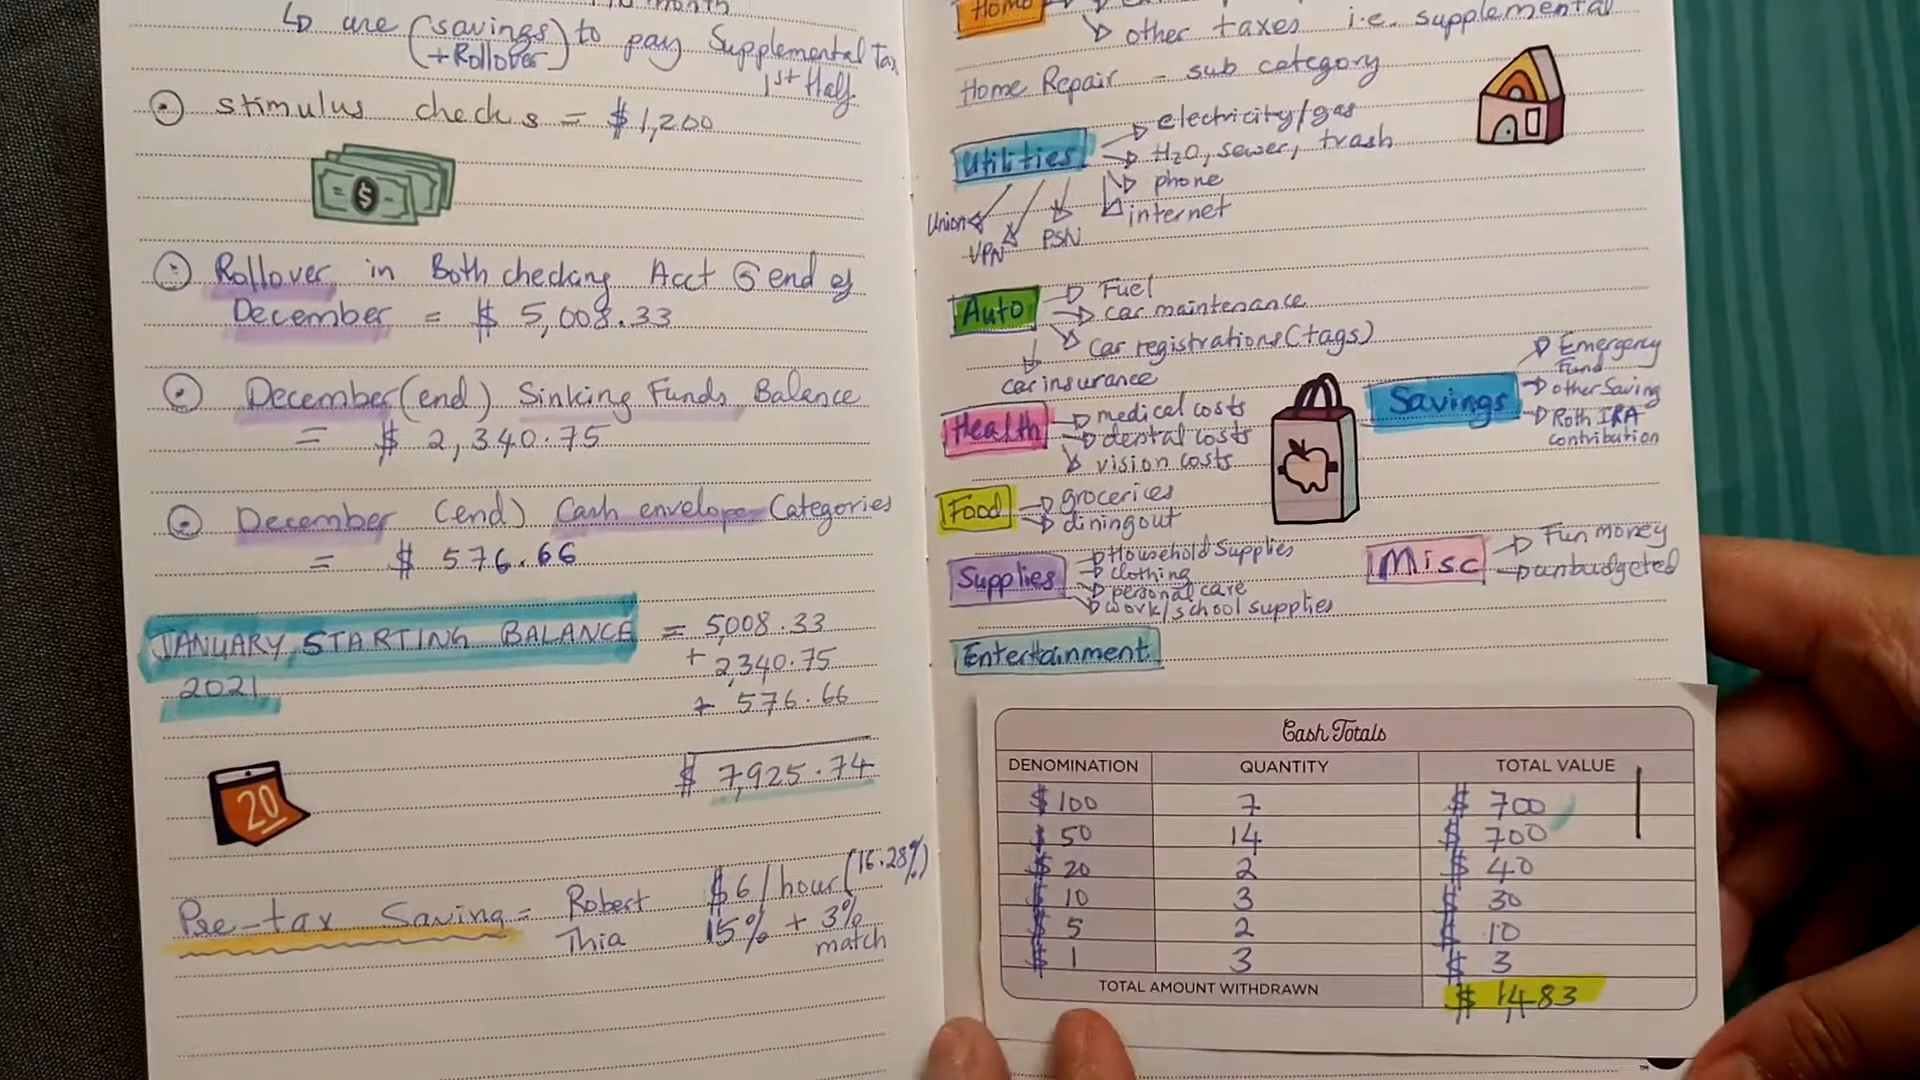 month
↳ use (savings + Rollover) to pay Supplemental Tax
1st Half
stimulus checks = $1,200
Rollover in Both checking Acct @ end of
December = $ 5,008.33
December (end) Sinking Funds Balance
= $ 2,340.75
December (end) Cash envelope Categories
= $ 576.66
JANUARY STARTING BALANCE = 5,008.33
2021 + 2,340.75
+ 576.66
$ 7,925.74
20
Pre-tax Saving = Robert $6/hour (16.28%)
Thia 15% + 3%
match
Home
other taxes i.e. supplemental
Home Repair - sub category
Utilities
electricity/gas
H2O, sewer, trash
phone
internet
Union
VPN
PSN
Auto
Fuel
car maintenance
car registrations (tags)
car insurance
Health
medical costs
dental costs
vision costs
Savings
Emergency
Fund
other Saving
Roth IRA
contribution
Food
groceries
dining out
Supplies
Household Supplies
clothing
personal care
work/school supplies
Misc
Fun money
unbudgeted
Entertainment
Cash Totals
DENOMINATION QUANTITY TOTAL VALUE
$ 100 7 $ 700
$ 50 14 $ 700
$ 20 2 $ 40
$ 10 3 $ 30
$ 5 2 $ 10
$ 1 3 $ 3
TOTAL AMOUNT WITHDRAWN $ 1483
TM